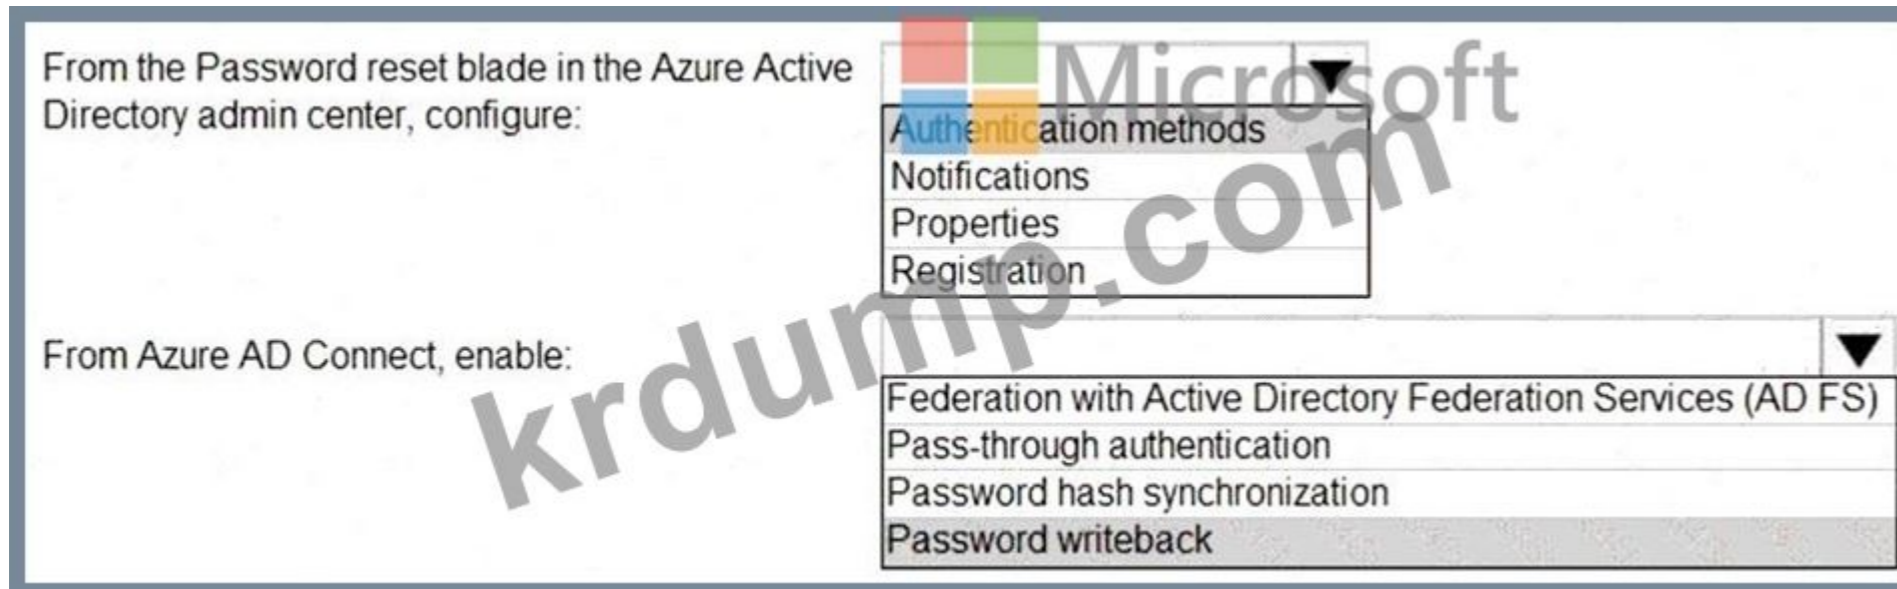 From the Password reset blade in the Azure Active
Directory admin center, configure:
Microsoft
Authentication methods
Notifications
Properties
Registration
krdump.com
From Azure AD Connect, enable:
Federation with Active Directory Federation Services (AD FS)
Pass-through authentication
Password hash synchronization
Password writeback